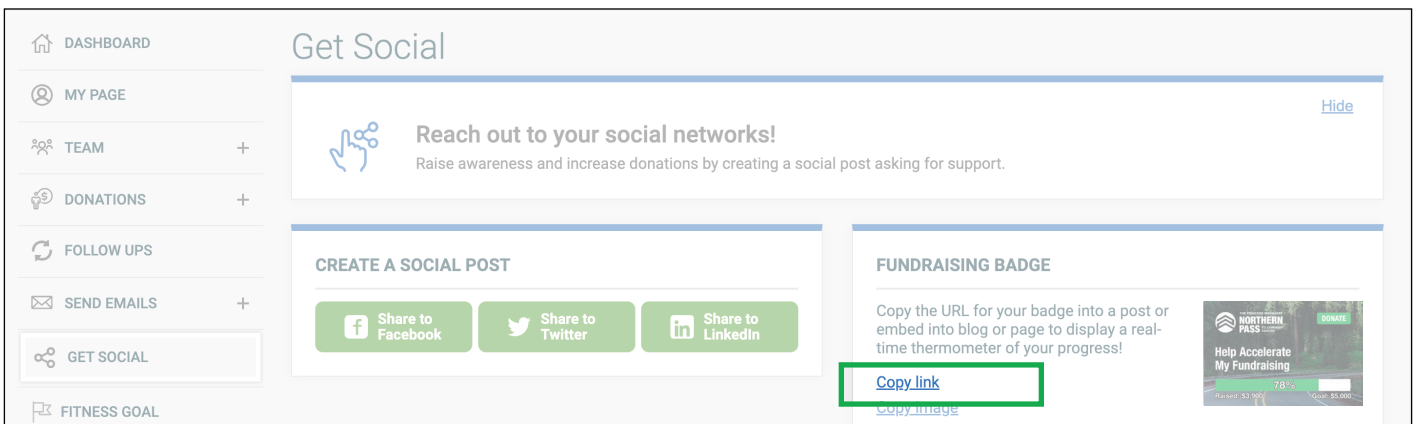 DASHBOARD
MY PAGE
TEAM +
DONATIONS +
FOLLOW UPS
SEND EMAILS +
GET SOCIAL
FITNESS GOAL
Get Social
Hide
Reach out to your social networks!
Raise awareness and increase donations by creating a social post asking for support.
CREATE A SOCIAL POST
Share to
Facebook
Share to
Twitter
Share to
LinkedIn
FUNDRAISING BADGE
Copy the URL for your badge into a post or
embed into blog or page to display a real-
time thermometer of your progress!
Copy link
Copy image
NORTHERN
PASS
DONATE
Help Accelerate
My Fundraising
78%
Raised: $3,900 Goal: $5,000